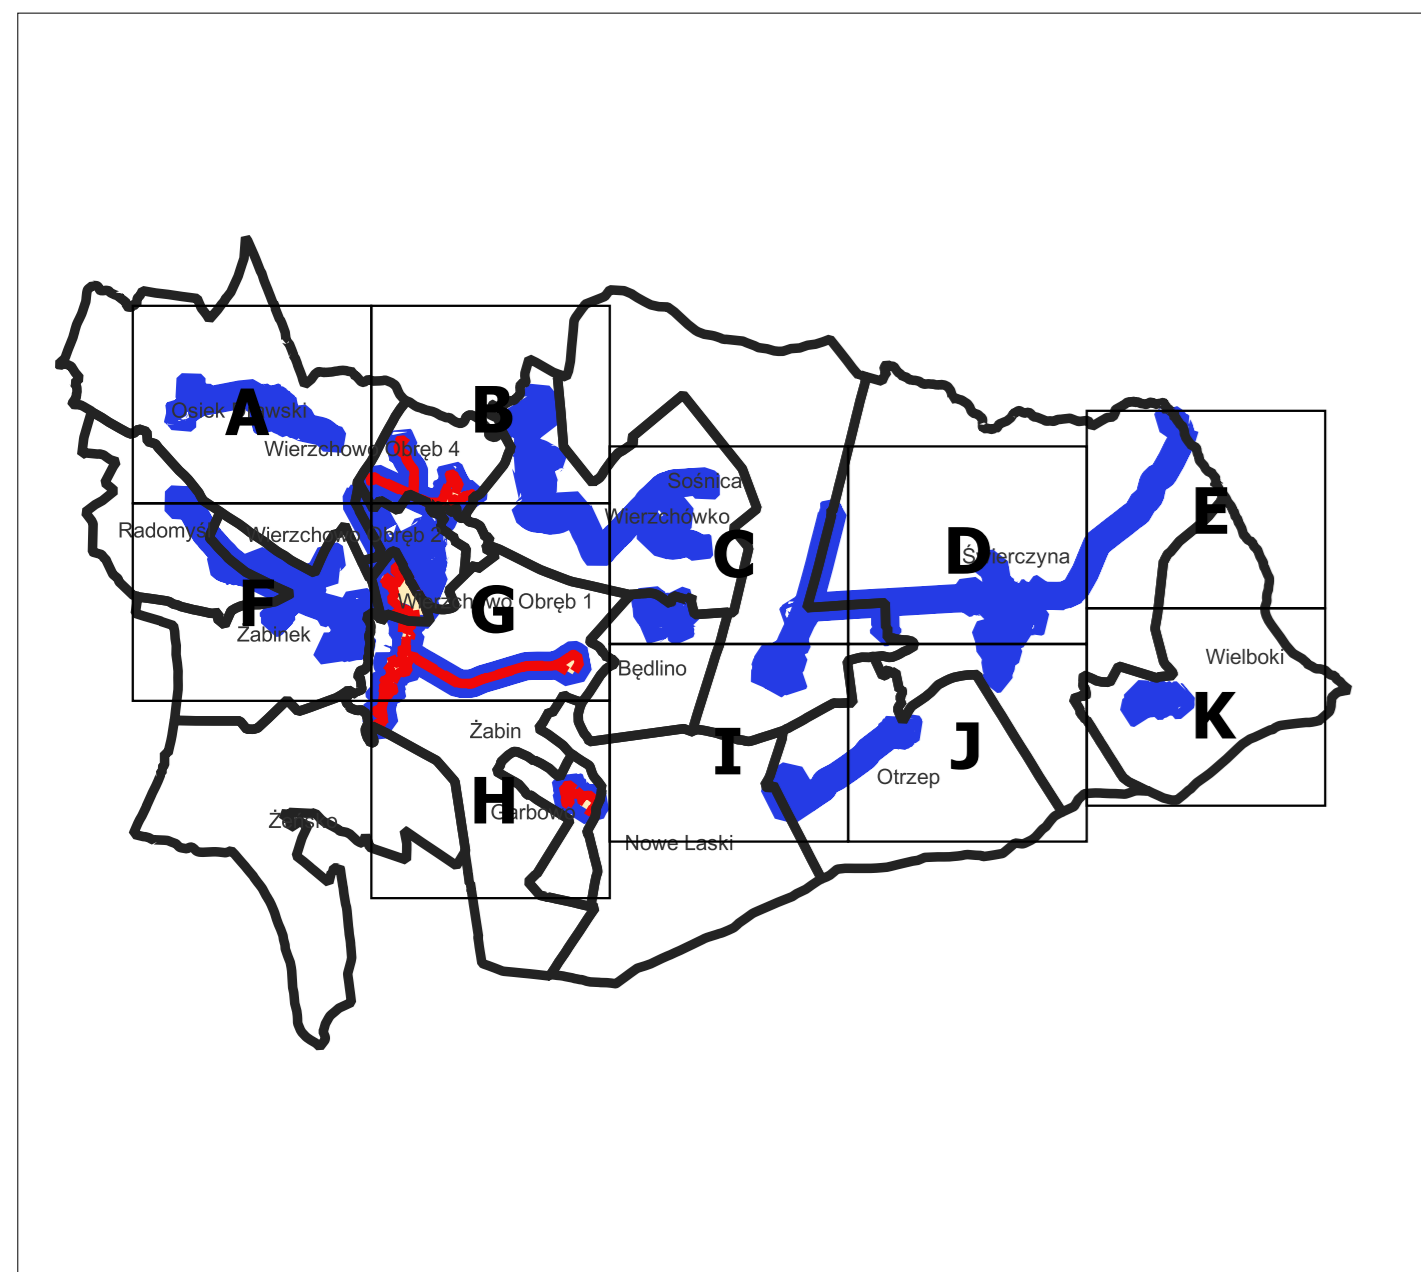 A
B
Osiek
Wierzchowo Obręb 4
Sośnica
E
Radomyśl
Wierzchowo Obręb 2
Wierzchówko
C
D
Świerczyna
F
Wierzchowo Obręb 1
G
Żabinek
Będlino
Wielboki
K
Żabin
I
J
Otrzep
H
Garbowo
Żeńsko
Nowe Laski